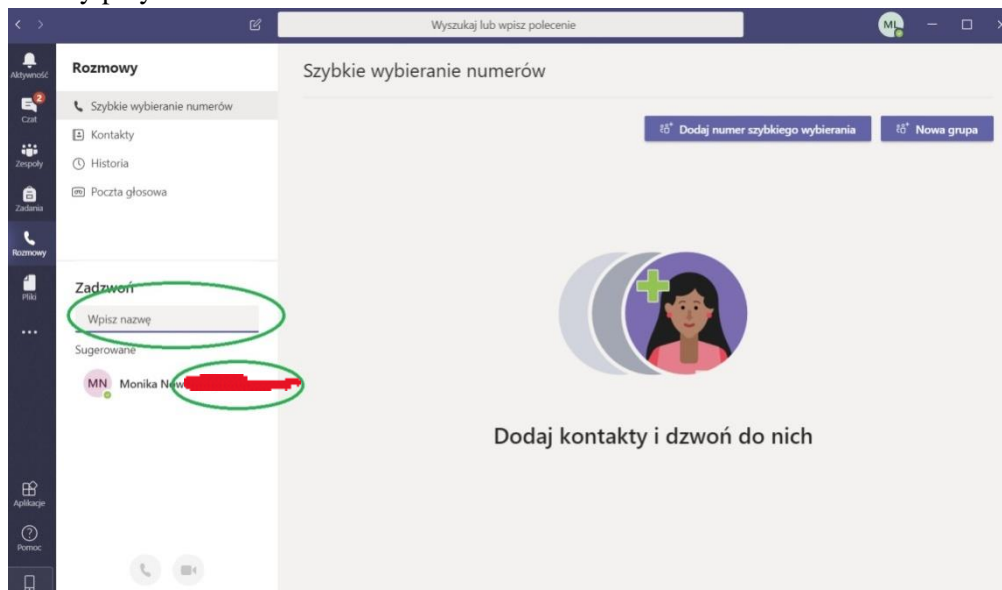 Wyszukaj lub wpisz polecenie
ML
Aktywność
2
Czat
Zespoły
Zadania
Rozmowy
Pliki
Aplikacje
Pomoc
Rozmowy
Szybkie wybieranie numerów
Kontakty
Historia
Poczta głosowa
Zadzwoń
Wpisz nazwę
Sugerowane
MN Monika
Szybkie wybieranie numerów
Dodaj numer szybkiego wybierania
Nowa grupa
Dodaj kontakty i dzwoń do nich